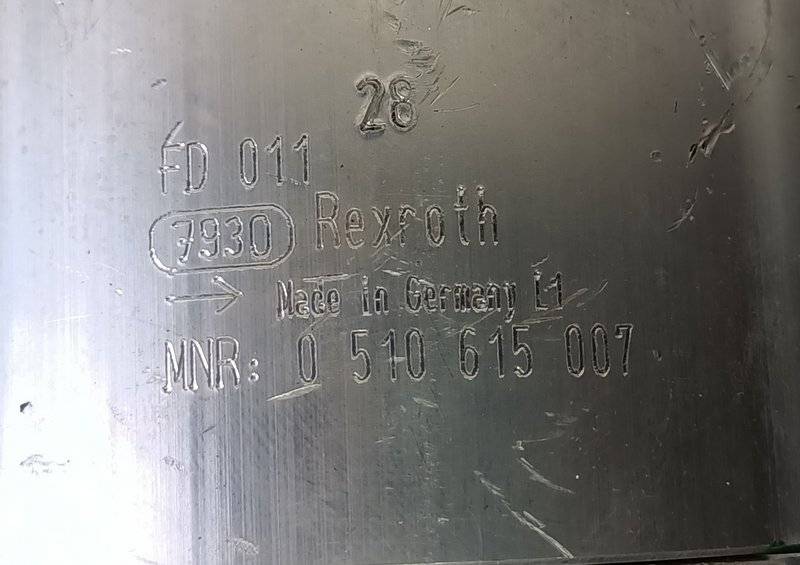 28
FD 011
7930 Rexroth
→ Made in Germany L1
MNR: 0 510 615 007